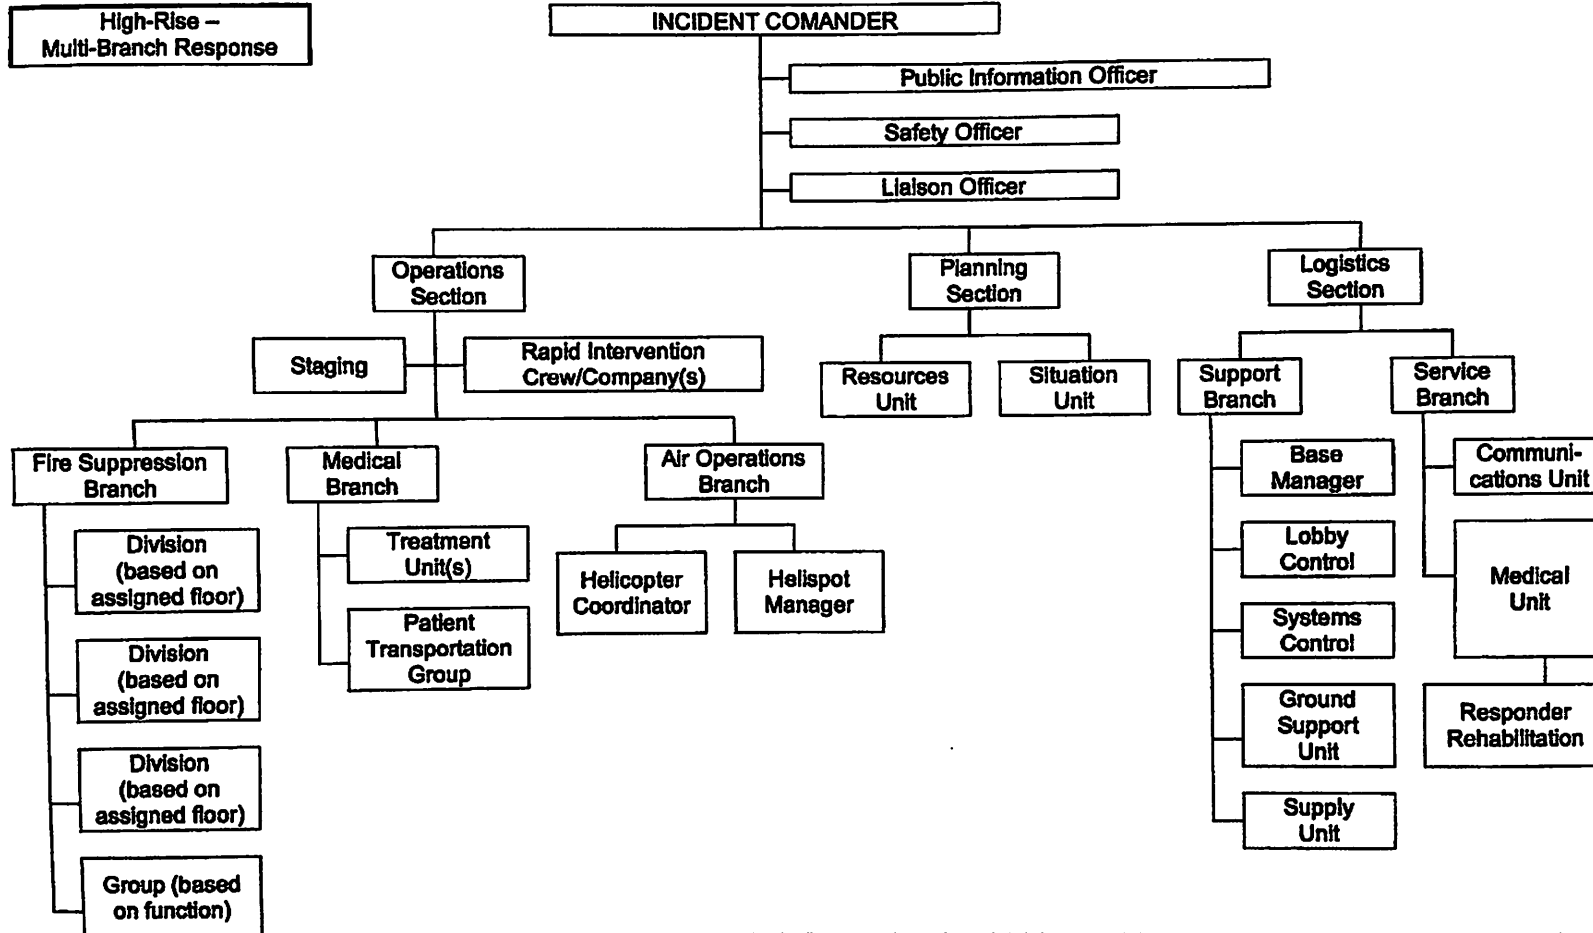 High-Rise –
Multi-Branch Response
INCIDENT COMANDER
Public Information Officer
Safety Officer
Liaison Officer
Operations
Section
Planning
Section
Logistics
Section
Staging
Rapid Intervention
Crew/Company(s)
Resources
Unit
Situation
Unit
Support
Branch
Service
Branch
Fire Suppression
Branch
Medical
Branch
Air Operations
Branch
Base
Manager
Communi-
cations Unit
Division
(based on
assigned floor)
Treatment
Unit(s)
Helicopter
Coordinator
Helispot
Manager
Lobby
Control
Medical
Unit
Division
(based on
assigned floor)
Patient
Transportation
Group
Systems
Control
Ground
Support
Unit
Responder
Rehabilitation
Division
(based on
assigned floor)
Supply
Unit
Group (based
on function)